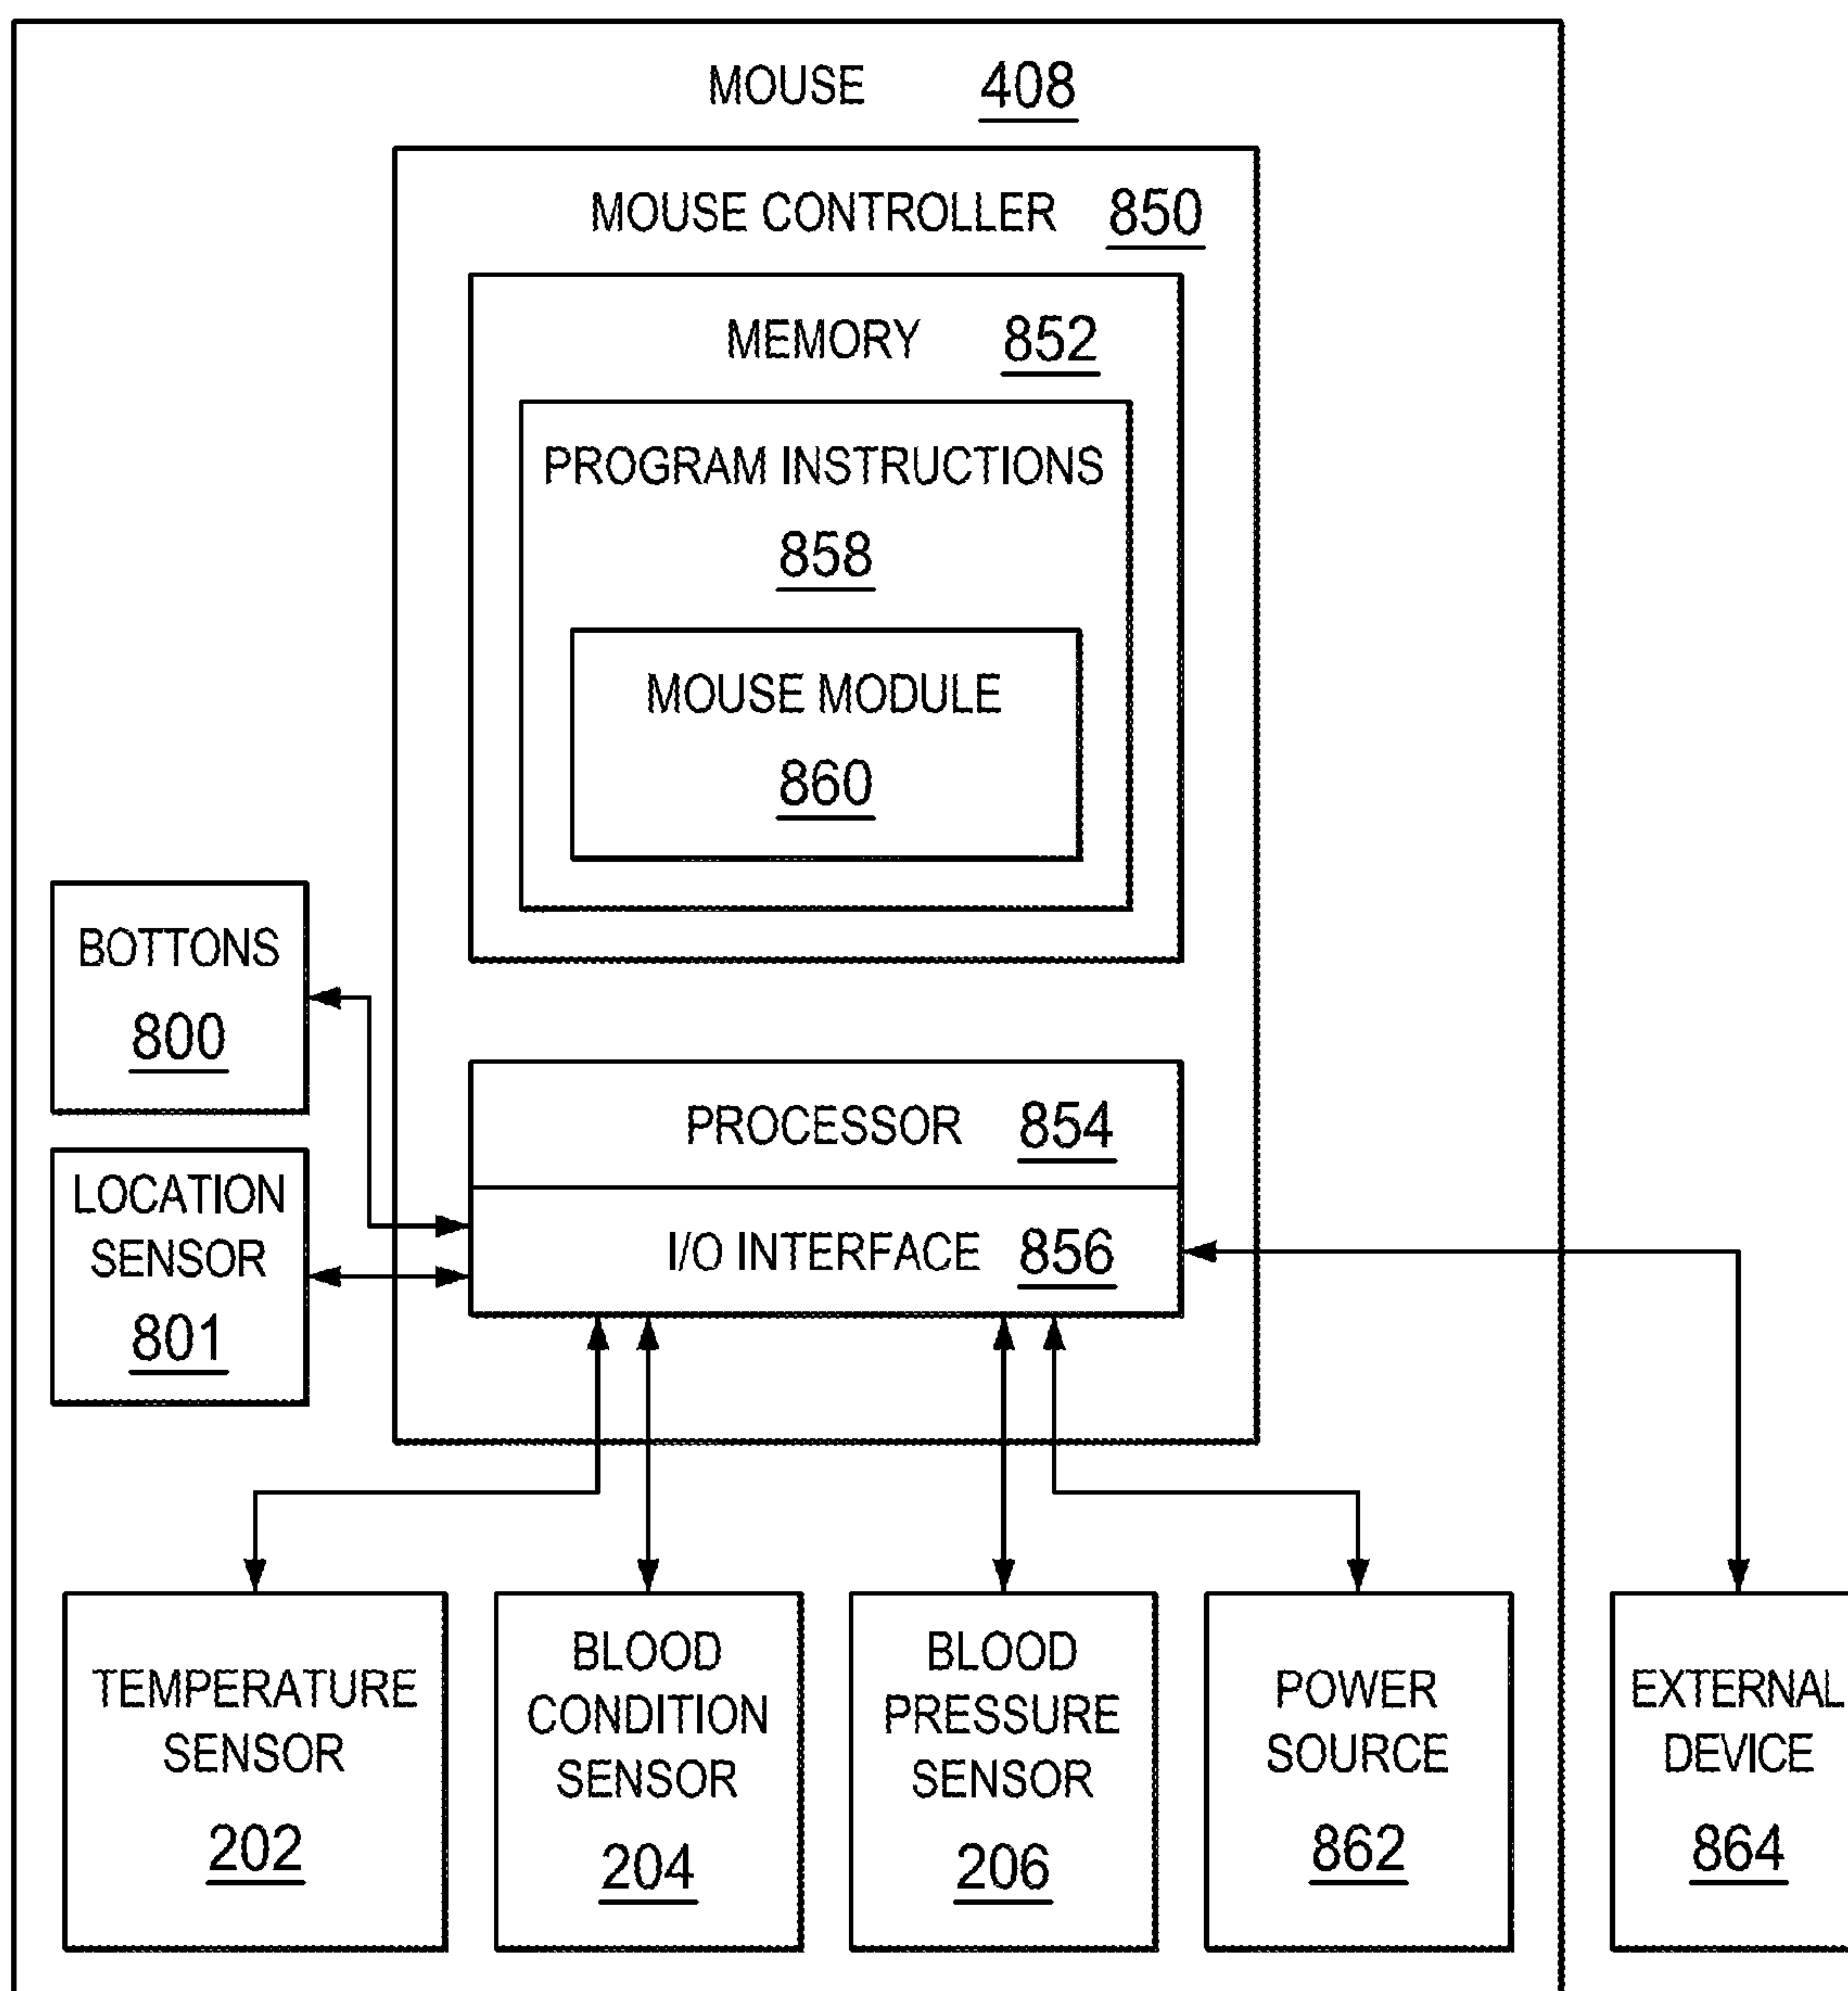 MOUSE 408
MOUSE CONTROLLER 850
MEMORY 852
PROGRAM INSTRUCTIONS
858
MOUSE MODULE
860
BOTTONS
800
PROCESSOR 854
LOCATION
SENSOR
801
I/O INTERFACE 856
TEMPERATURE
SENSOR
202
BLOOD
CONDITION
SENSOR
204
BLOOD
PRESSURE
SENSOR
206
POWER
SOURCE
862
EXTERNAL
DEVICE
864